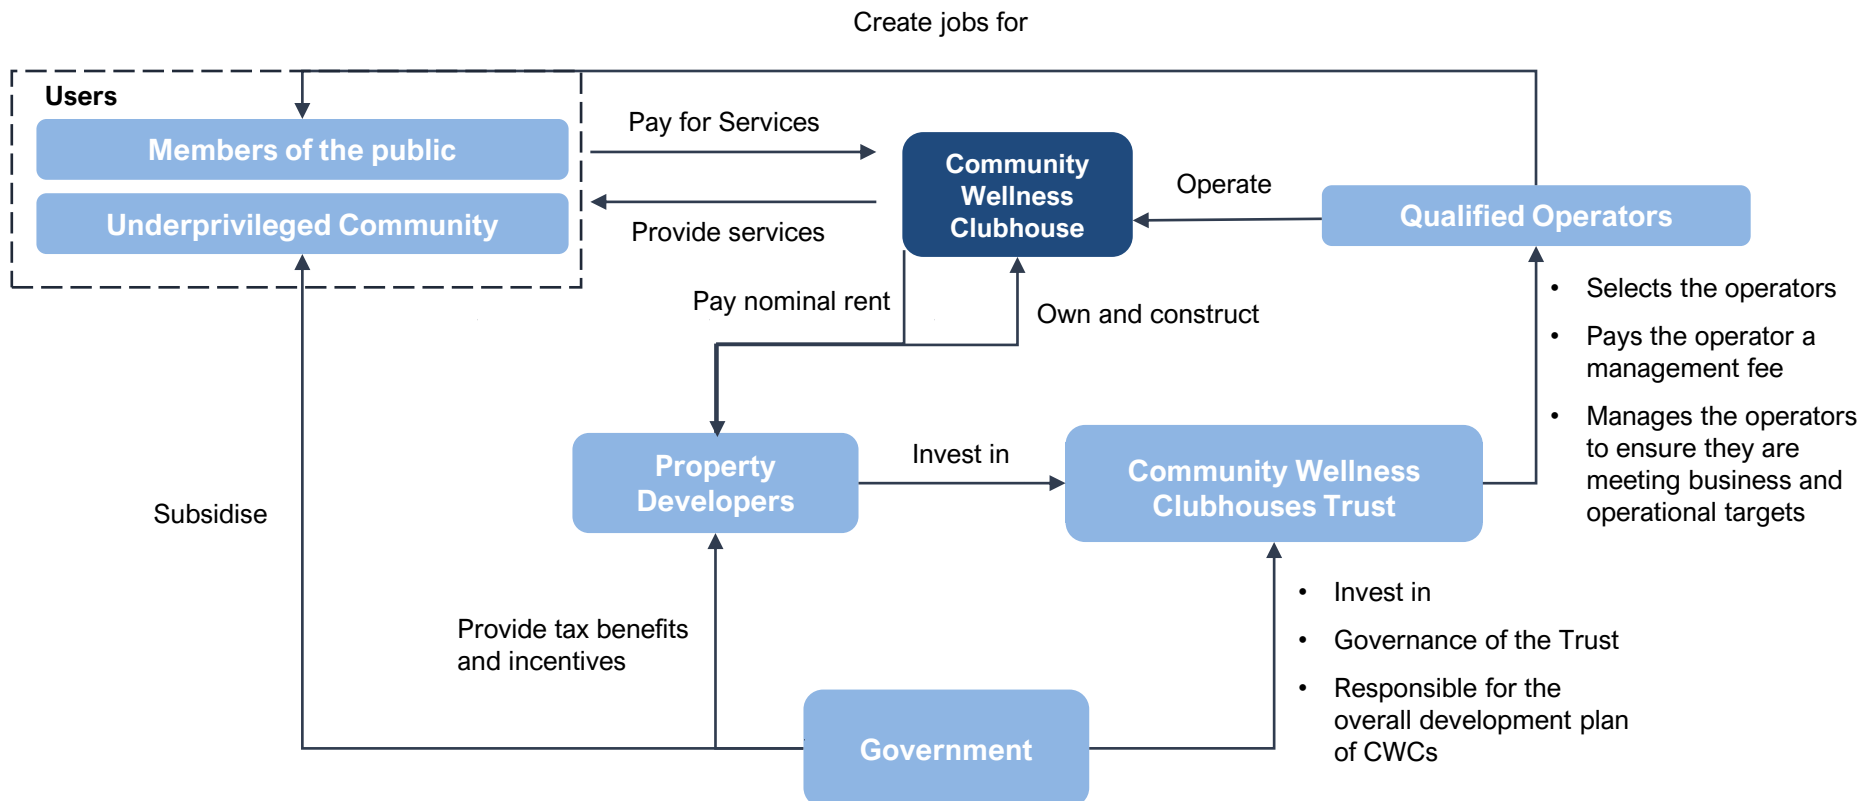 Create jobs for
Users
Members of the public
Underprivileged Community
Pay for Services
Provide services
Community
Wellness
Clubhouse
Operate
Qualified Operators
Pay nominal rent
Own and construct
• Selects the operators
• Pays the operator a
management fee
• Manages the operators
to ensure they are
meeting business and
operational targets
Property
Developers
Invest in
Community Wellness
Clubhouses Trust
Subsidise
Provide tax benefits
and incentives
• Invest in
• Governance of the Trust
• Responsible for the
overall development plan
of CWCs
Government